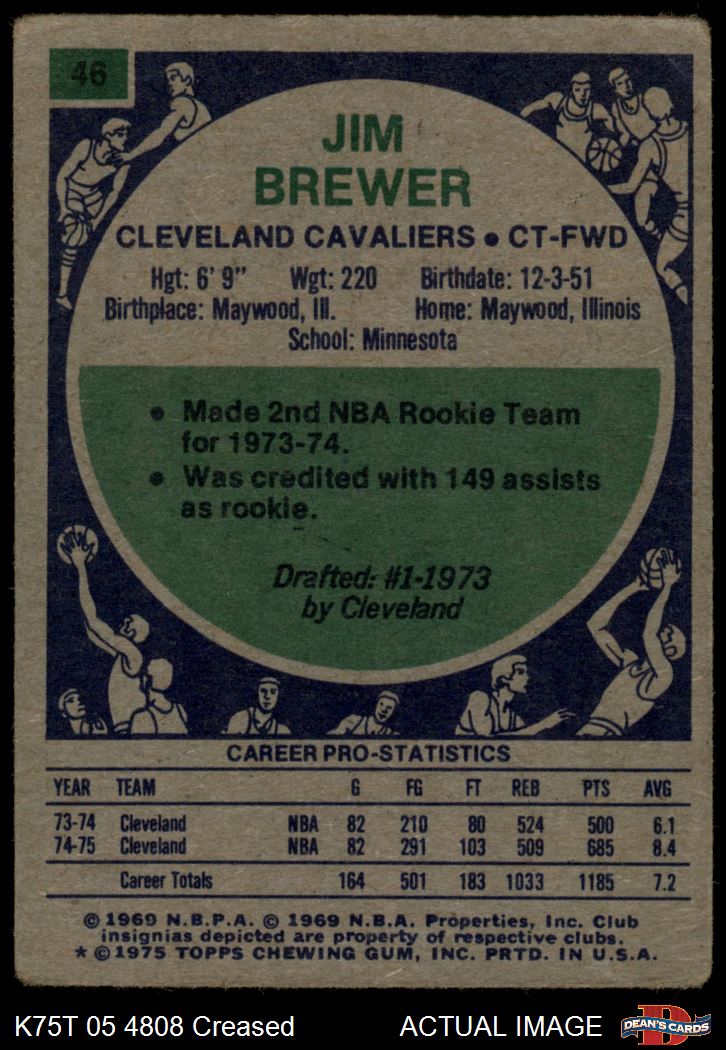 46
JIM
BREWER
CLEVELAND CAVALIERS • CT-FWD
Hgt: 6' 9" Wgt: 220 Birthdate: 12-3-51
Birthplace: Maywood, Ill. Home: Maywood, Illinois
School: Minnesota
• Made 2nd NBA Rookie Team
for 1973-74.
• Was credited with 149 assists
as rookie.
Drafted: #1-1973
by Cleveland
CAREER PRO-STATISTICS
YEAR TEAM G FG FT REB PTS AVG
73-74 Cleveland NBA 82 210 80 524 500 6.1
74-75 Cleveland NBA 82 291 103 509 685 8.4
Career Totals 164 501 183 1033 1185 7.2
© 1969 N.B.P.A. © 1969 N.B.A. Properties, Inc. Club
insignias depicted are property of respective clubs.
* © 1975 TOPPS CHEWING GUM, INC. PRTD. IN U.S.A.
K75T 05 4808 Creased ACTUAL IMAGE
D
DEAN'S CARDS